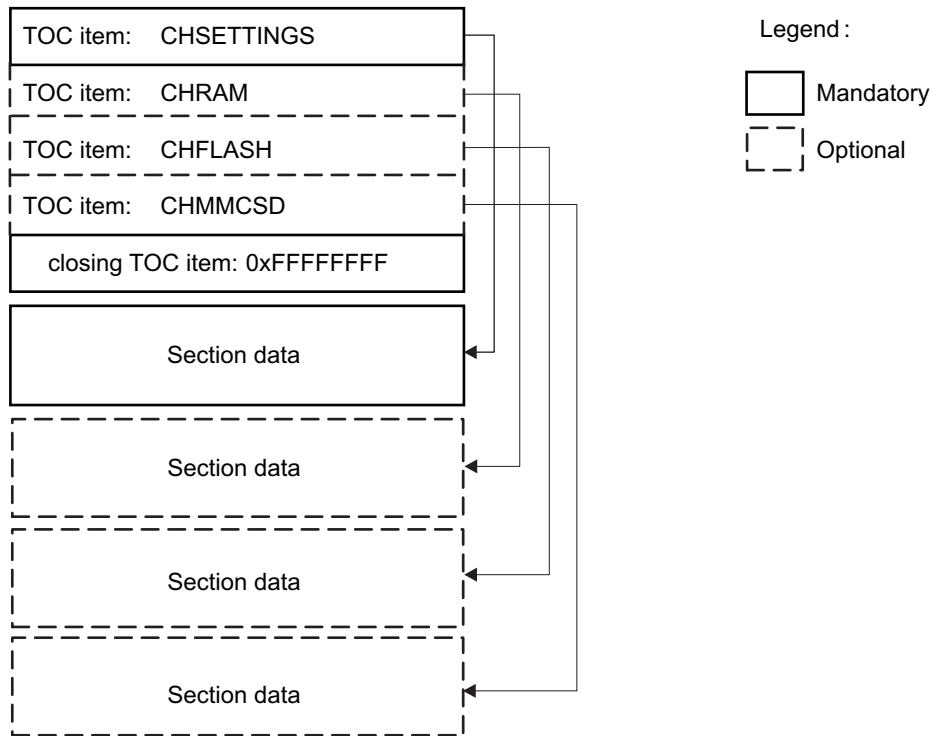 TOC item: CHSETTINGS
TOC item: CHRAM
TOC item: CHFLASH
TOC item: CHMMCSD
closing TOC item: 0xFFFFFFFF
Section data
Section data
Section data
Section data
Legend :
Mandatory
Optional